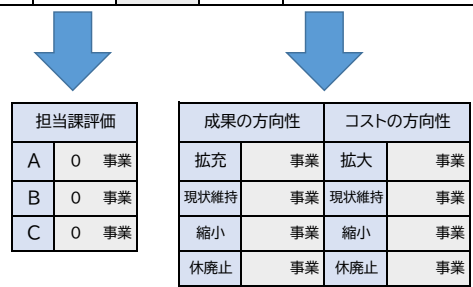 担当課評価
A 0 事業
B 0 事業
C 0 事業
成果の方向性 コストの方向性
拡充 事業 拡大 事業
現状維持 事業 現状維持 事業
縮小 事業 縮小 事業
休廃止 事業 休廃止 事業